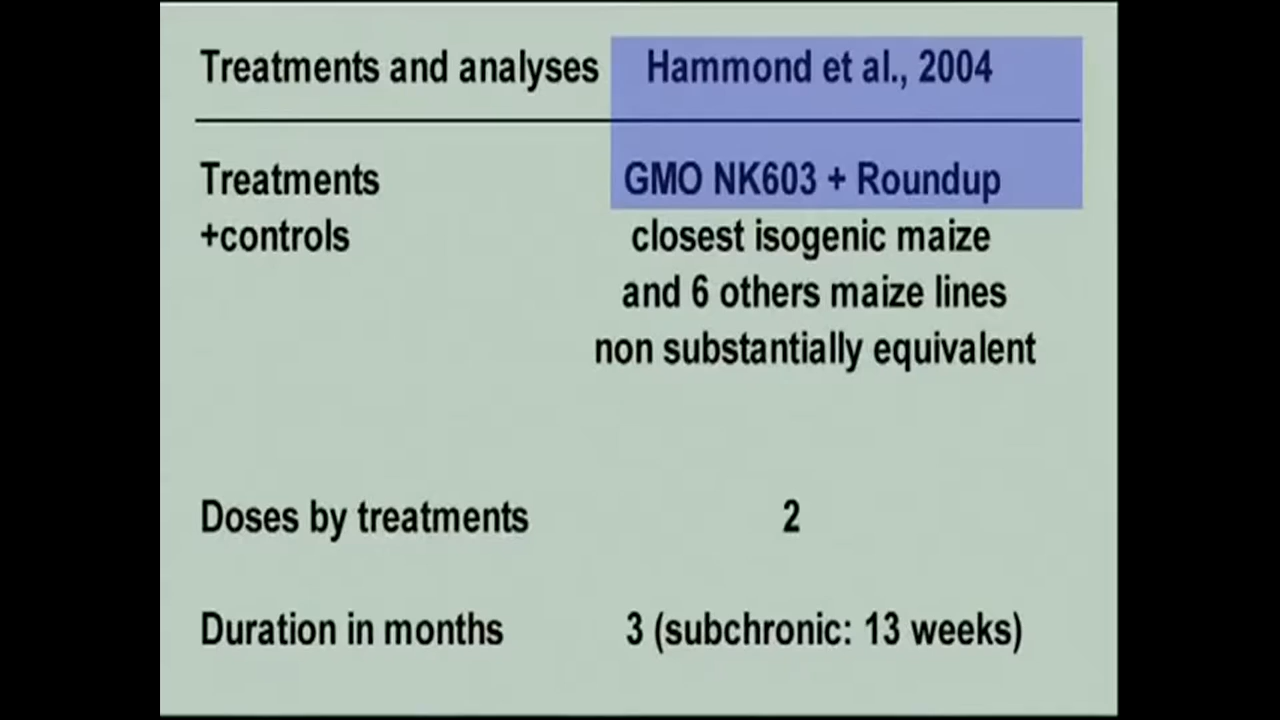 Treatments and analyses Hammond et al., 2004
Treatments GMO NK603 + Roundup
+controls closest isogenic maize
and 6 others maize lines
non substantially equivalent
Doses by treatments 2
Duration in months 3 (subchronic: 13 weeks)